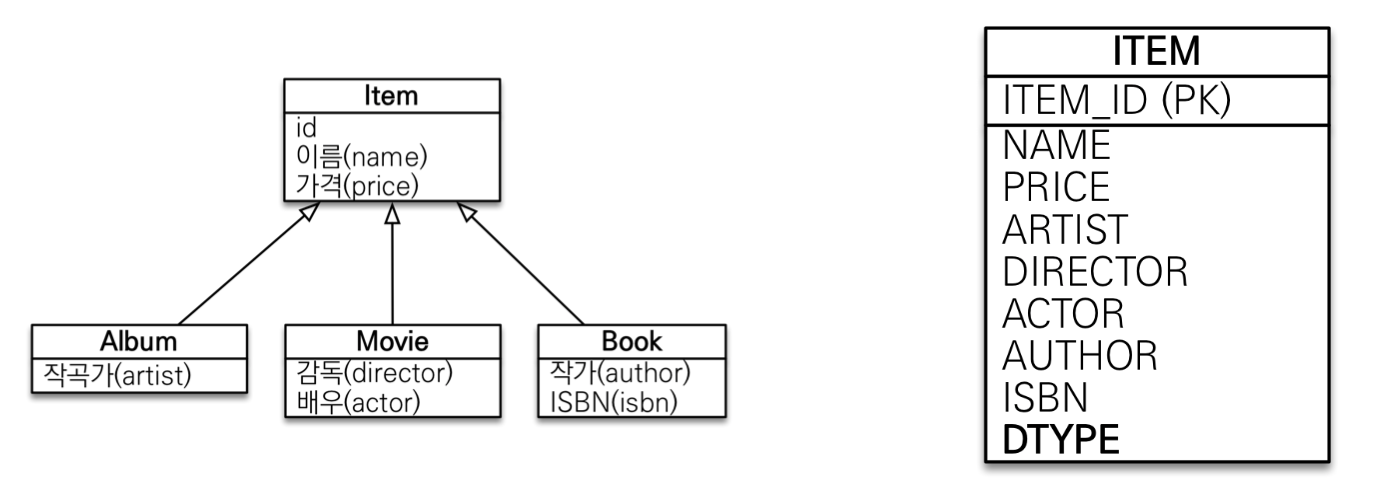 Item
id
이름(name)
가격(price)
Album
작곡가(artist)
Movie
감독(director)
배우(actor)
Book
작가(author)
ISBN(isbn)
ITEM
ITEM_ID (PK)
NAME
PRICE
ARTIST
DIRECTOR
ACTOR
AUTHOR
ISBN
DTYPE